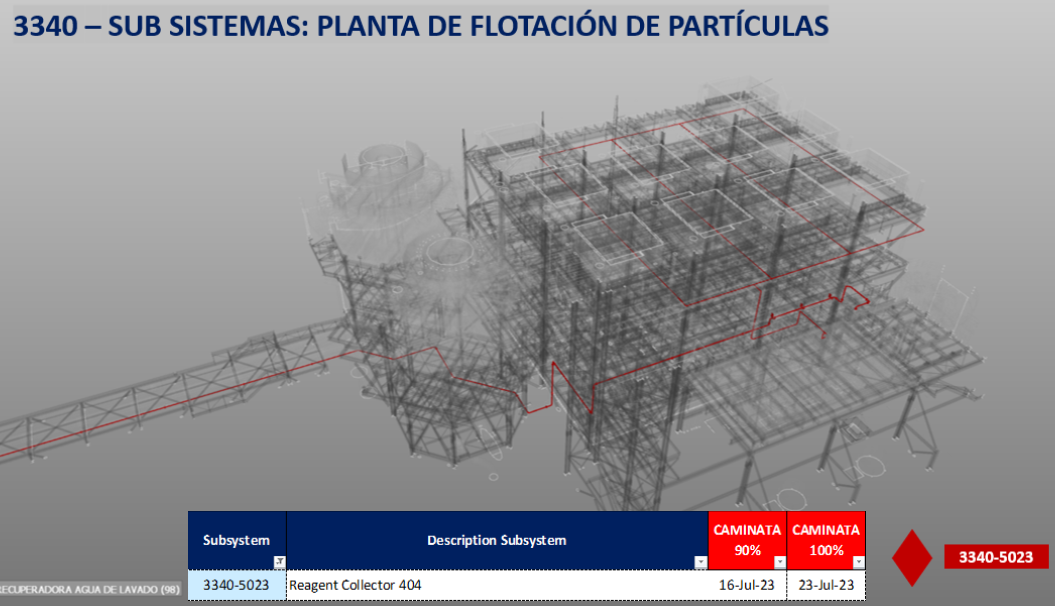 3340 – SUB SISTEMAS: PLANTA DE FLOTACIÓN DE PARTÍCULAS
Subsystem Description Subsystem CAMINATA 90% CAMINATA 100%
3340-5023 Reagent Collector 404 16-Jul-23 23-Jul-23
3340-5023
RECUPERADORA AGUA DE LAVADO (98)